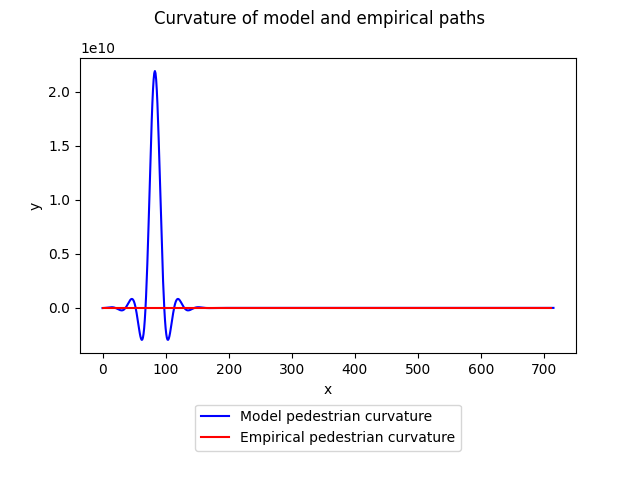 Curvature of model and empirical paths
1e10
2.0
1.5
1.0
0.5
0.0
y
0 100 200 300 400 500 600 700
x
Model pedestrian curvature
Empirical pedestrian curvature